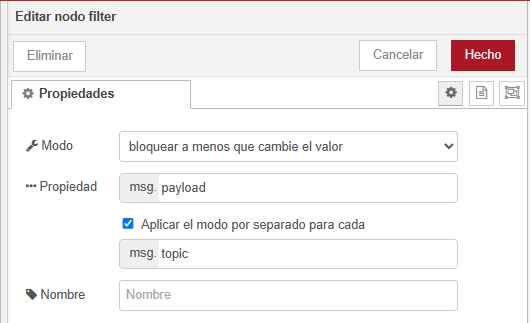 Editar nodo filter
Eliminar
Cancelar
Hecho
Propiedades
Modo
bloquear a menos que cambie el valor
Propiedad
msg. payload
Aplicar el modo por separado para cada
msg. topic
Nombre
Nombre